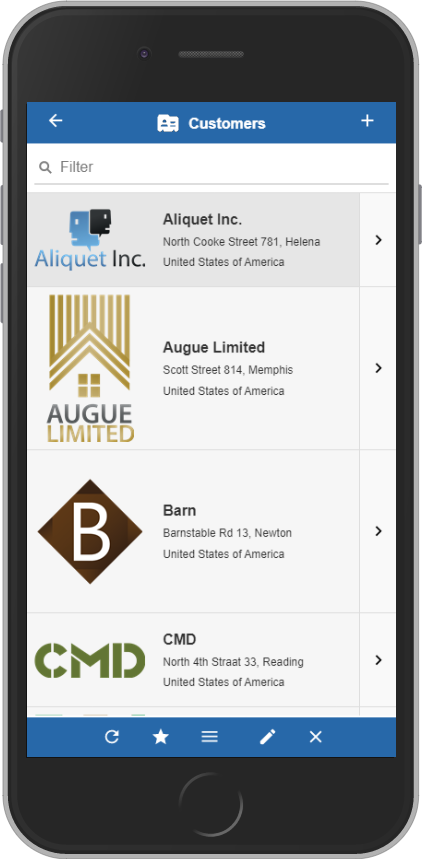 Customers
Filter
Aliquet Inc.
Aliquet Inc.
North Cooke Street 781, Helena
United States of America
AUGUE
LIMITED
Augue Limited
Scott Street 814, Memphis
United States of America
B
Barn
Barnstable Rd 13, Newton
United States of America
CMD
CMD
North 4th Straat 33, Reading
United States of America